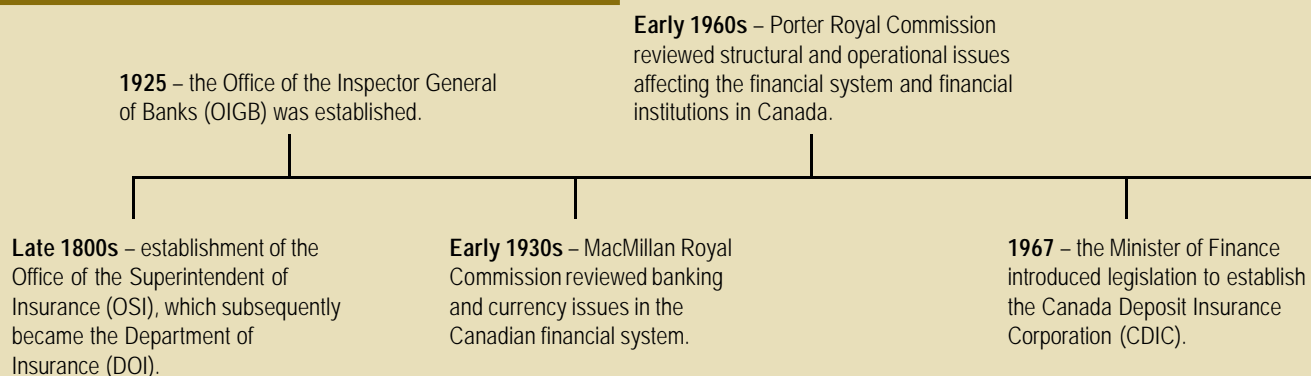 Early 1960s – Porter Royal Commission
reviewed structural and operational issues
affecting the financial system and financial
institutions in Canada.
1925 – the Office of the Inspector General
of Banks (OIGB) was established.
Late 1800s – establishment of the
Office of the Superintendent of
Insurance (OSI), which subsequently
became the Department of
Insurance (DOI).
Early 1930s – MacMillan Royal
Commission reviewed banking
and currency issues in the
Canadian financial system.
1967 – the Minister of Finance
introduced legislation to establish
the Canada Deposit Insurance
Corporation (CDIC).